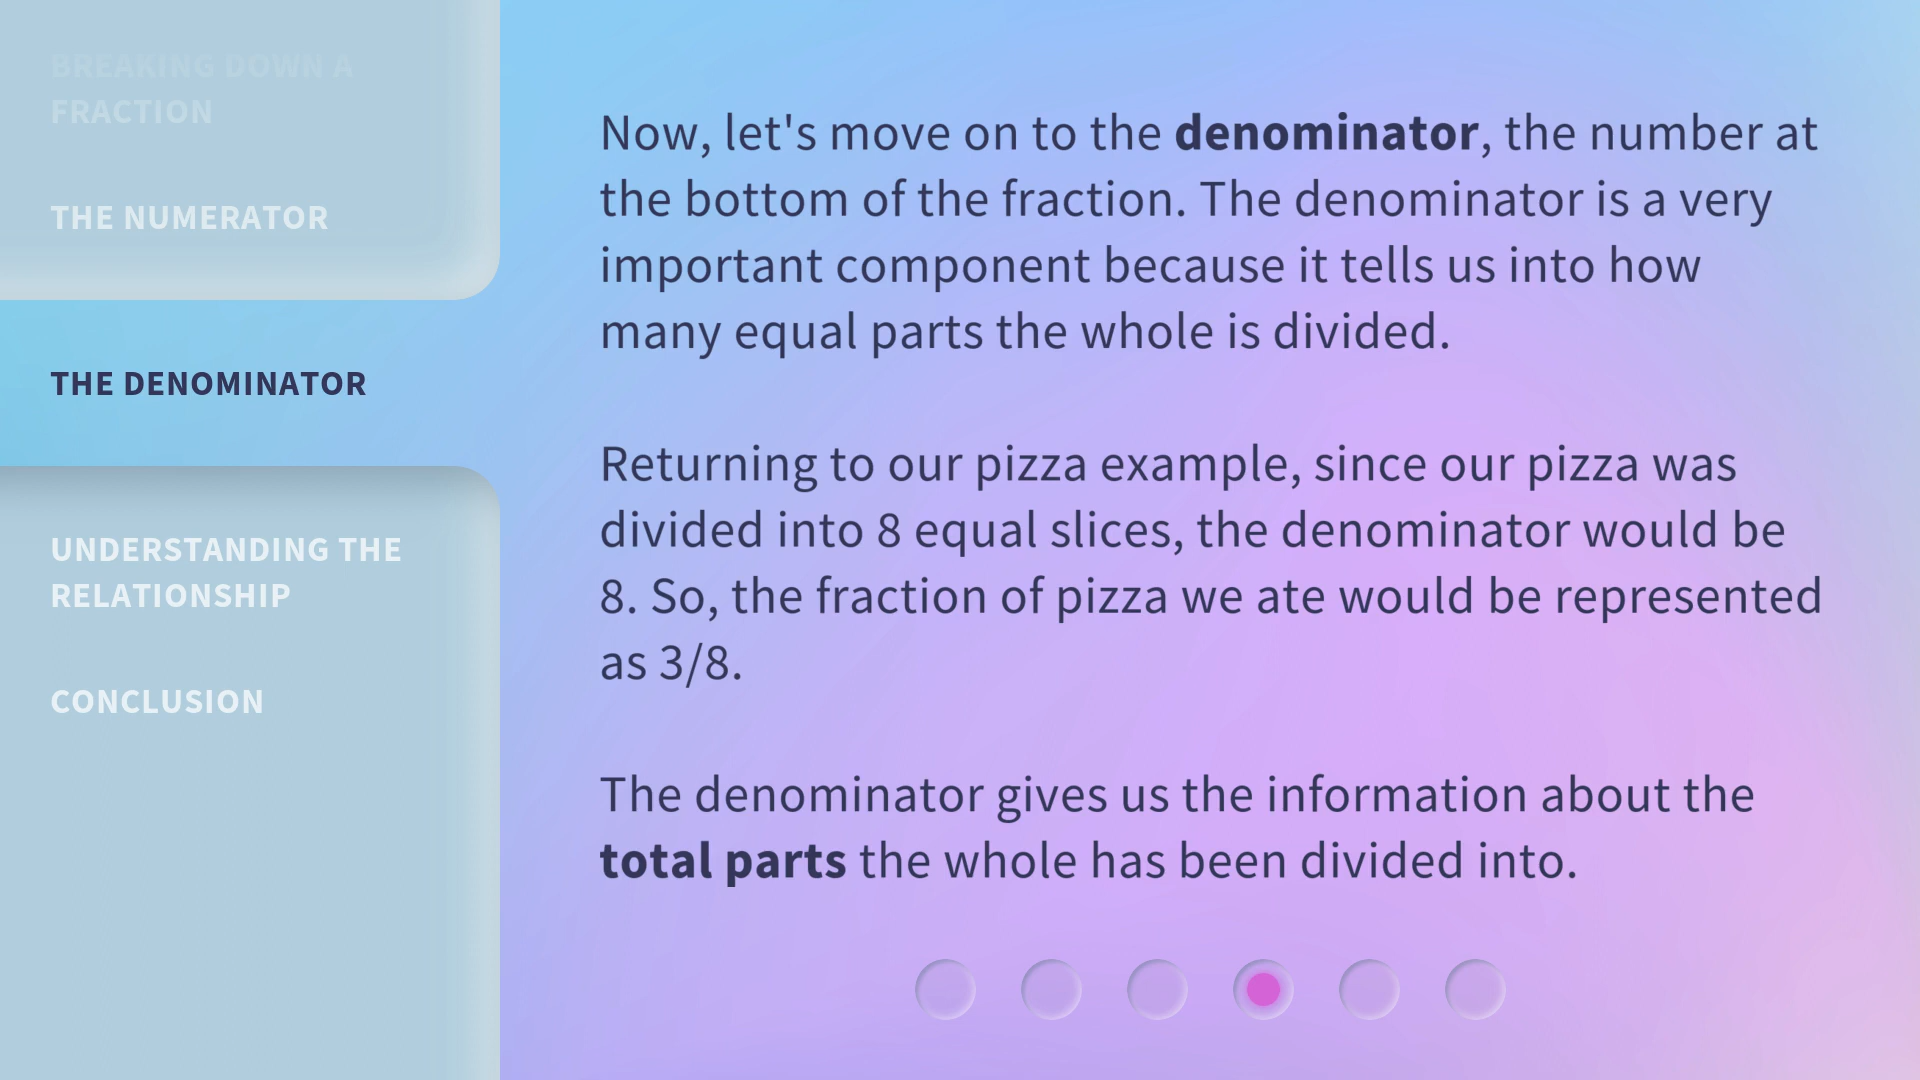 BREAKING DOWN A
FRACTION
THE NUMERATOR
THE DENOMINATOR
UNDERSTANDING THE
RELATIONSHIP
CONCLUSION
Now, let's move on to the denominator, the number at
the bottom of the fraction. The denominator is a very
important component because it tells us into how
many equal parts the whole is divided.
Returning to our pizza example, since our pizza was
divided into 8 equal slices, the denominator would be
8. So, the fraction of pizza we ate would be represented
as 3/8.
The denominator gives us the information about the
total parts the whole has been divided into.